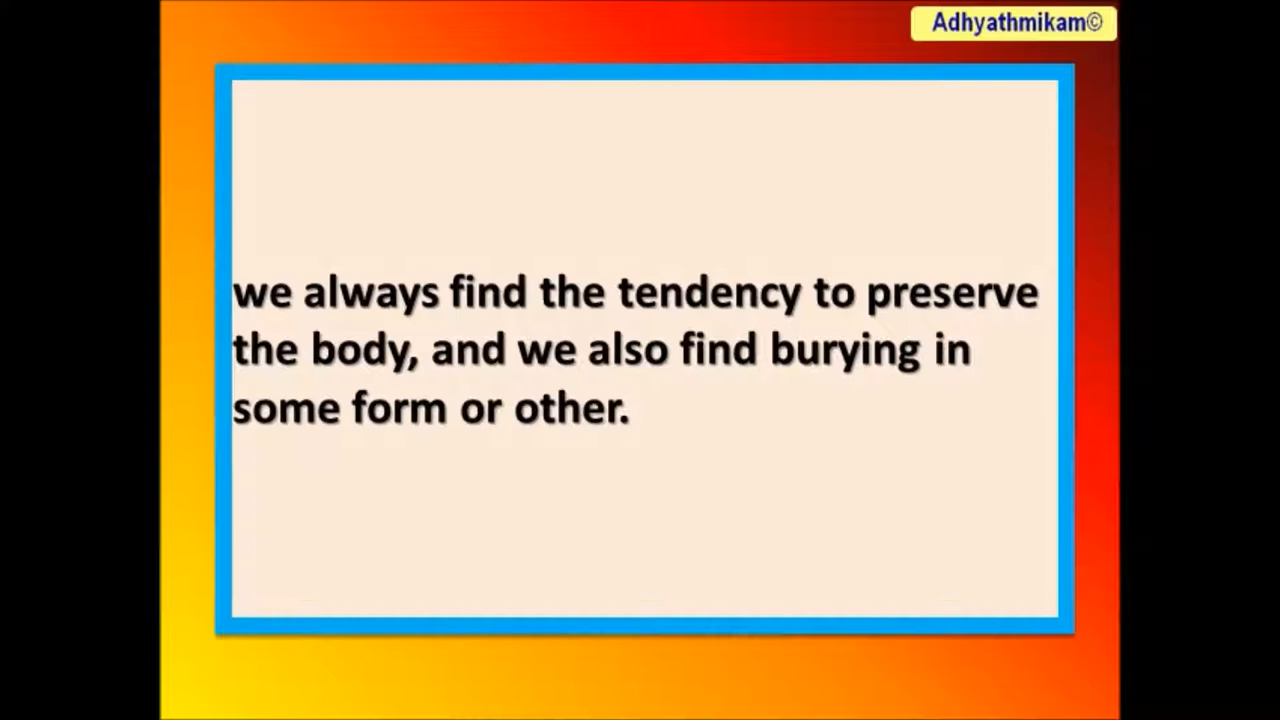 Adhyathmikam©
we always find the tendency to preserve
the body, and we also find burying in
some form or other.